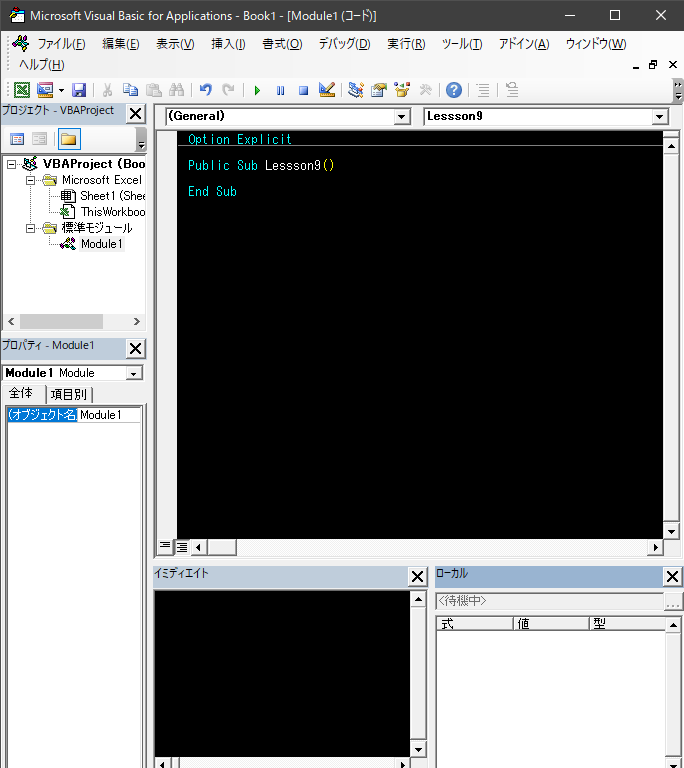 Microsoft Visual Basic for Applications - Book1 - [Module1 (コード)]
ファイル(F) 編集(E) 表示(V) 挿入(I) 書式(O) デバッグ(D) 実行(R) ツール(T) アドイン(A) ウィンドウ(W)
ヘルプ(H)
プロジェクト - VBAProject
VBAProject (Boo
Microsoft Excel
Sheet1 (Shee
ThisWorkboo
標準モジュール
Module1
プロパティ - Module1
Module1 Module
全体 項目別
(オブジェクト名 Module1
(General) Lessson9
Option Explicit
Public Sub Lessson9()
End Sub
イミディエイト
ローカル
<待機中>
...
式 値 型